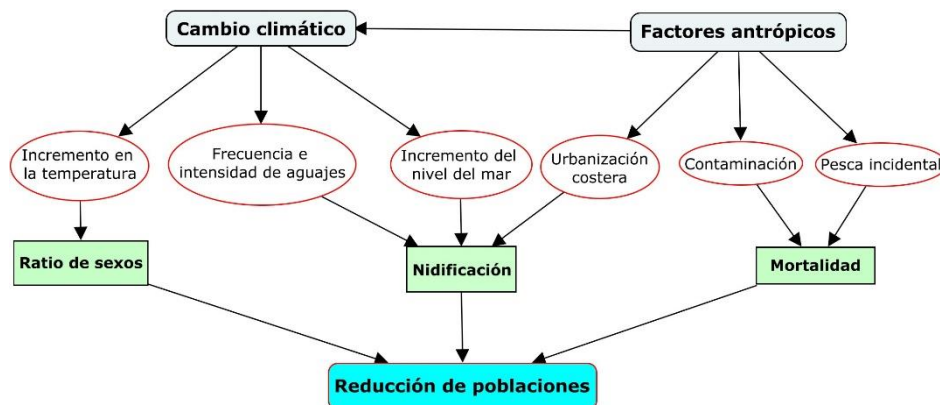 Cambio climático
Factores antrópicos
Incremento en
la temperatura
Frecuencia e
intensidad de aguajes
Incremento del
nivel del mar
Urbanización
costera
Contaminación
Pesca incidental
Ratio de sexos
Nidificación
Mortalidad
Reducción de poblaciones